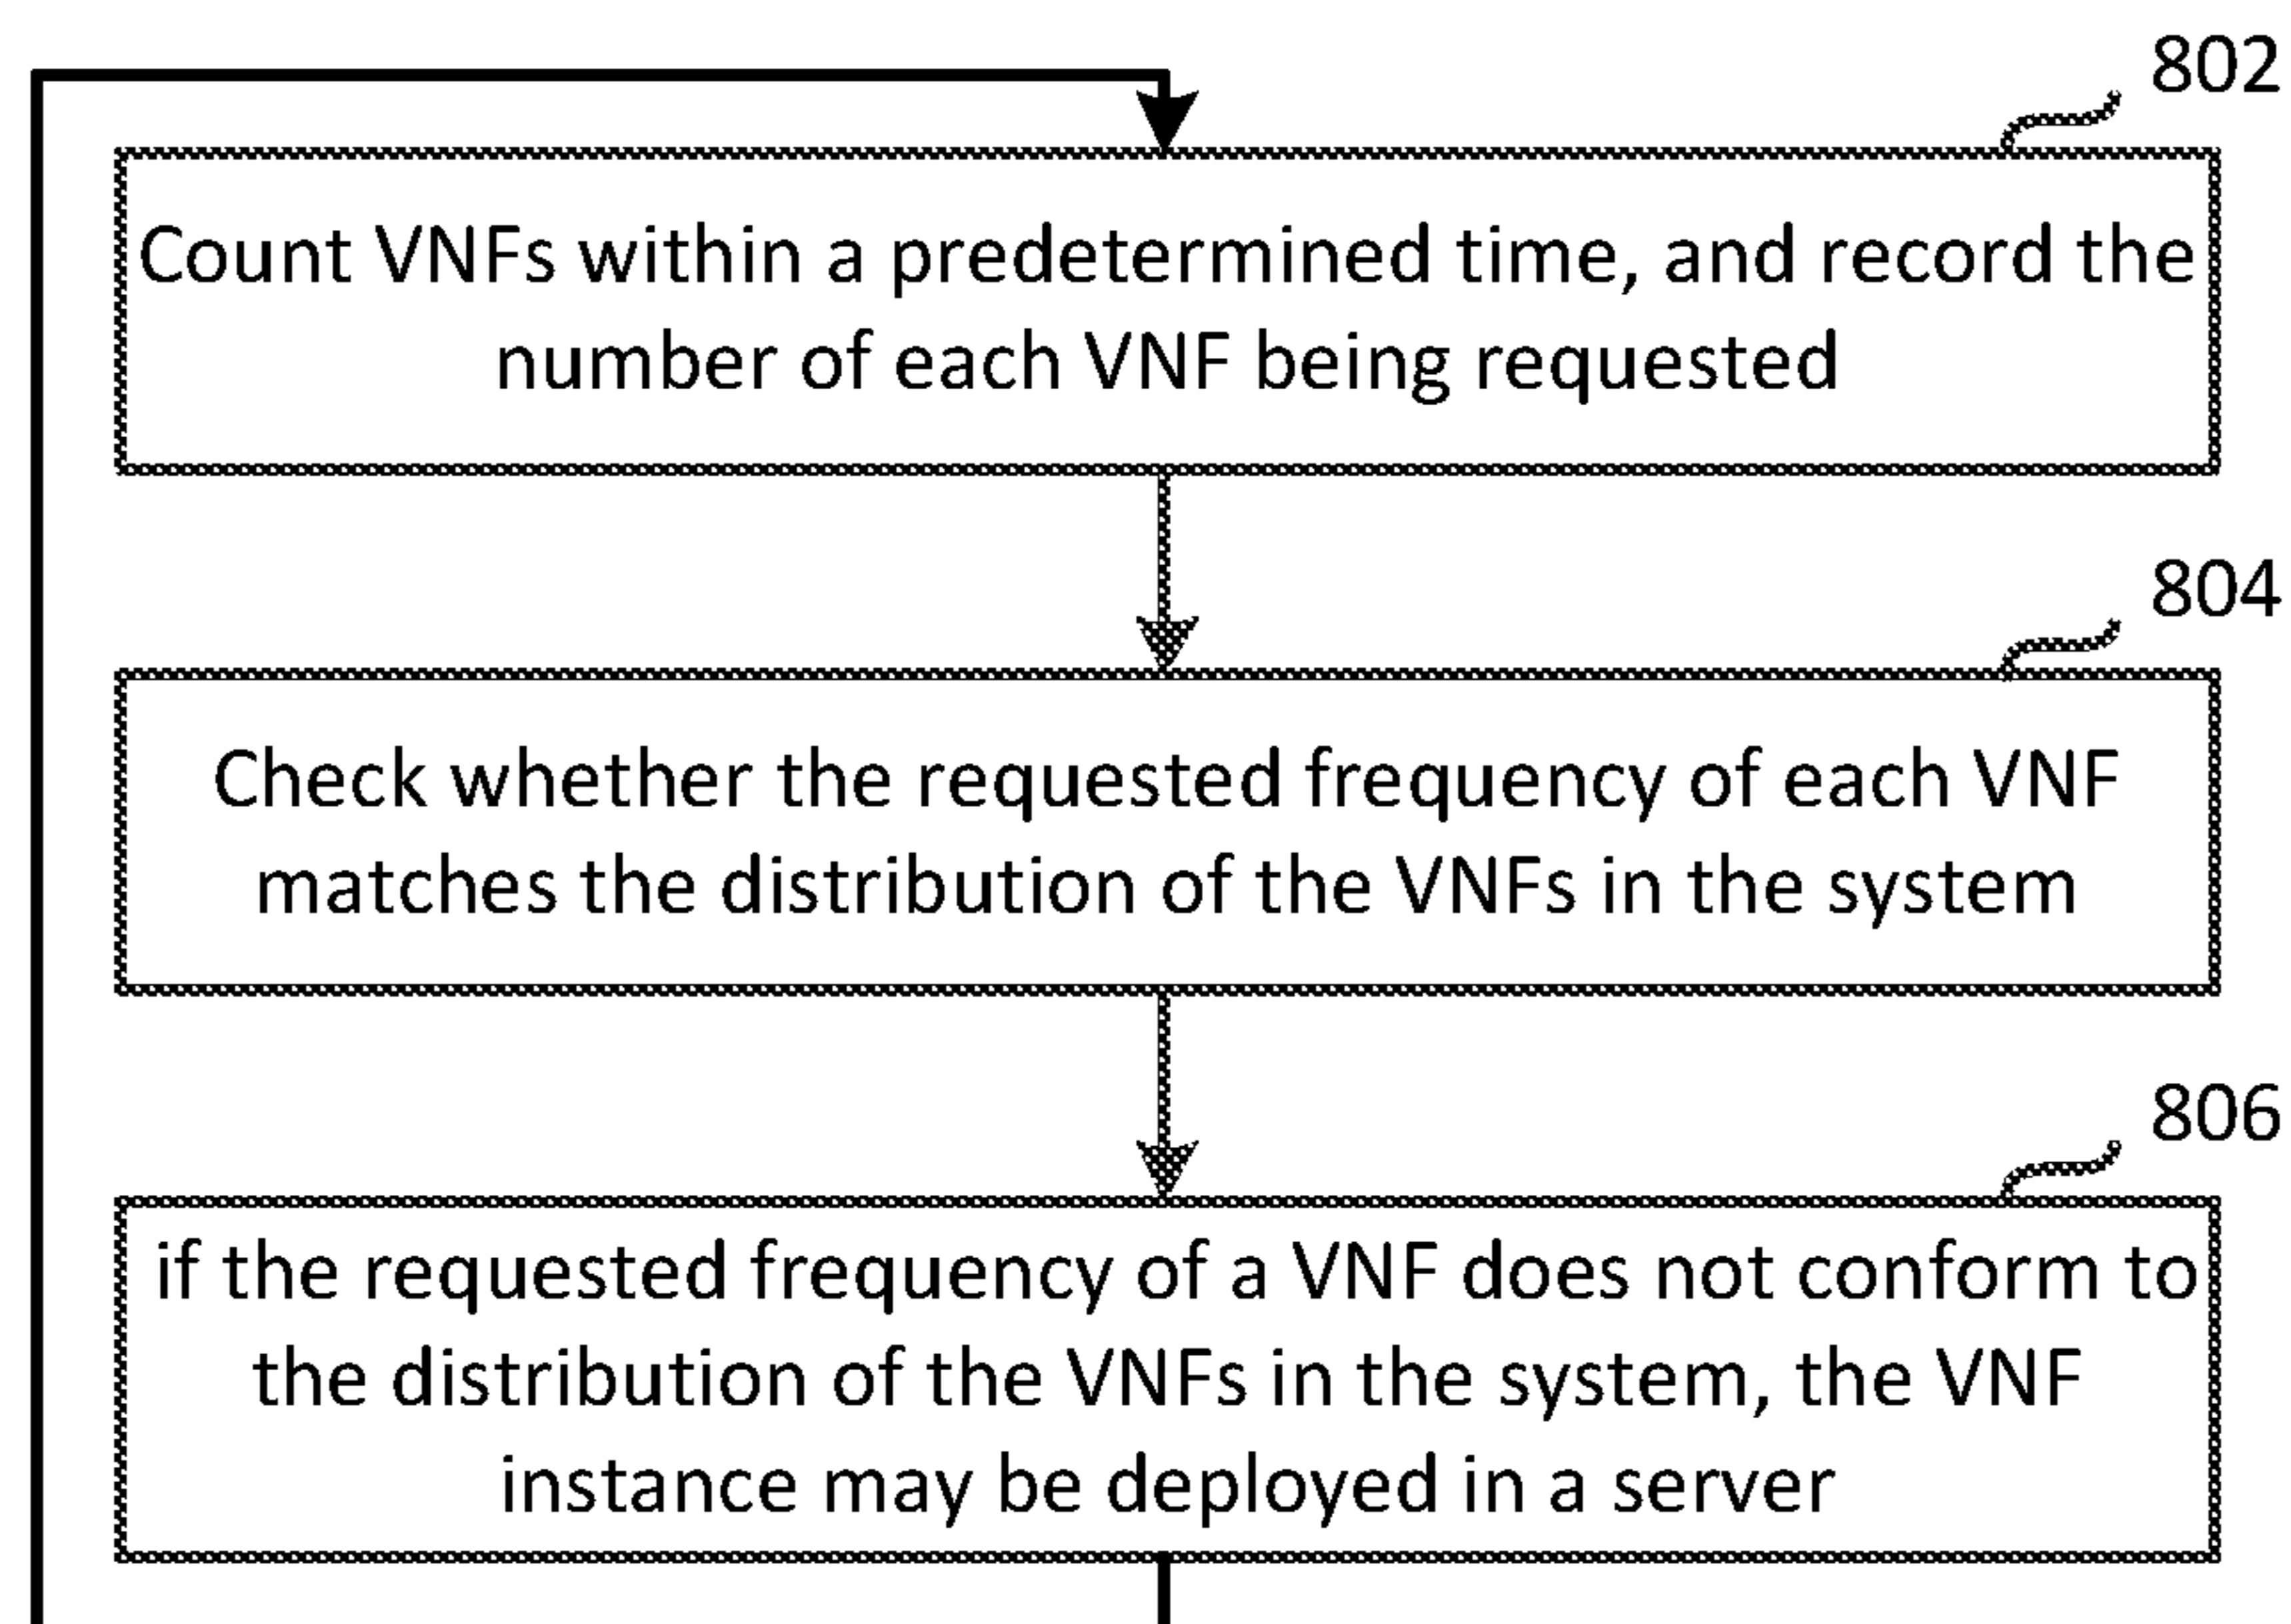 802
Count VNFs within a predetermined time, and record the
number of each VNF being requested
804
Check whether the requested frequency of each VNF
matches the distribution of the VNFs in the system
806
if the requested frequency of a VNF does not conform to
the distribution of the VNFs in the system, the VNF
instance may be deployed in a server